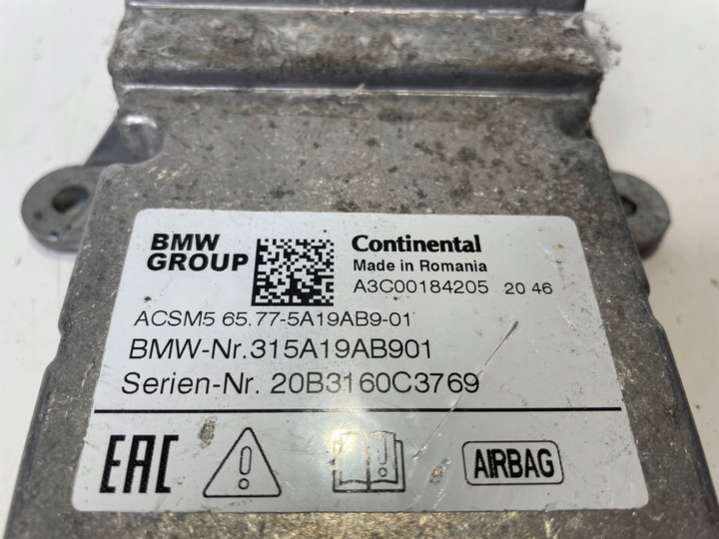 BMW
GROUP
Continental
Made in Romania
A3C00184205 20 46
ACSM5 65.77-5A19AB9-01
BMW-Nr.315A19AB901
Serien-Nr. 20B3160C3769
EAC
AIRBAG